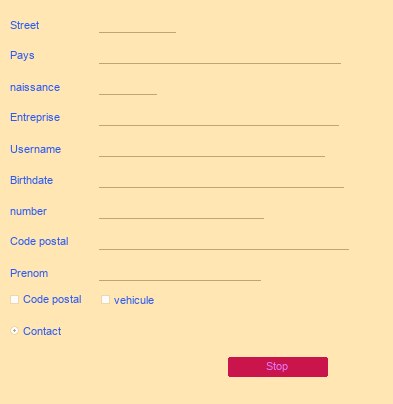 Street
Pays
naissance
Entreprise
Username
Birthdate
number
Code postal
Prenom
Code postal vehicule
Contact
Stop